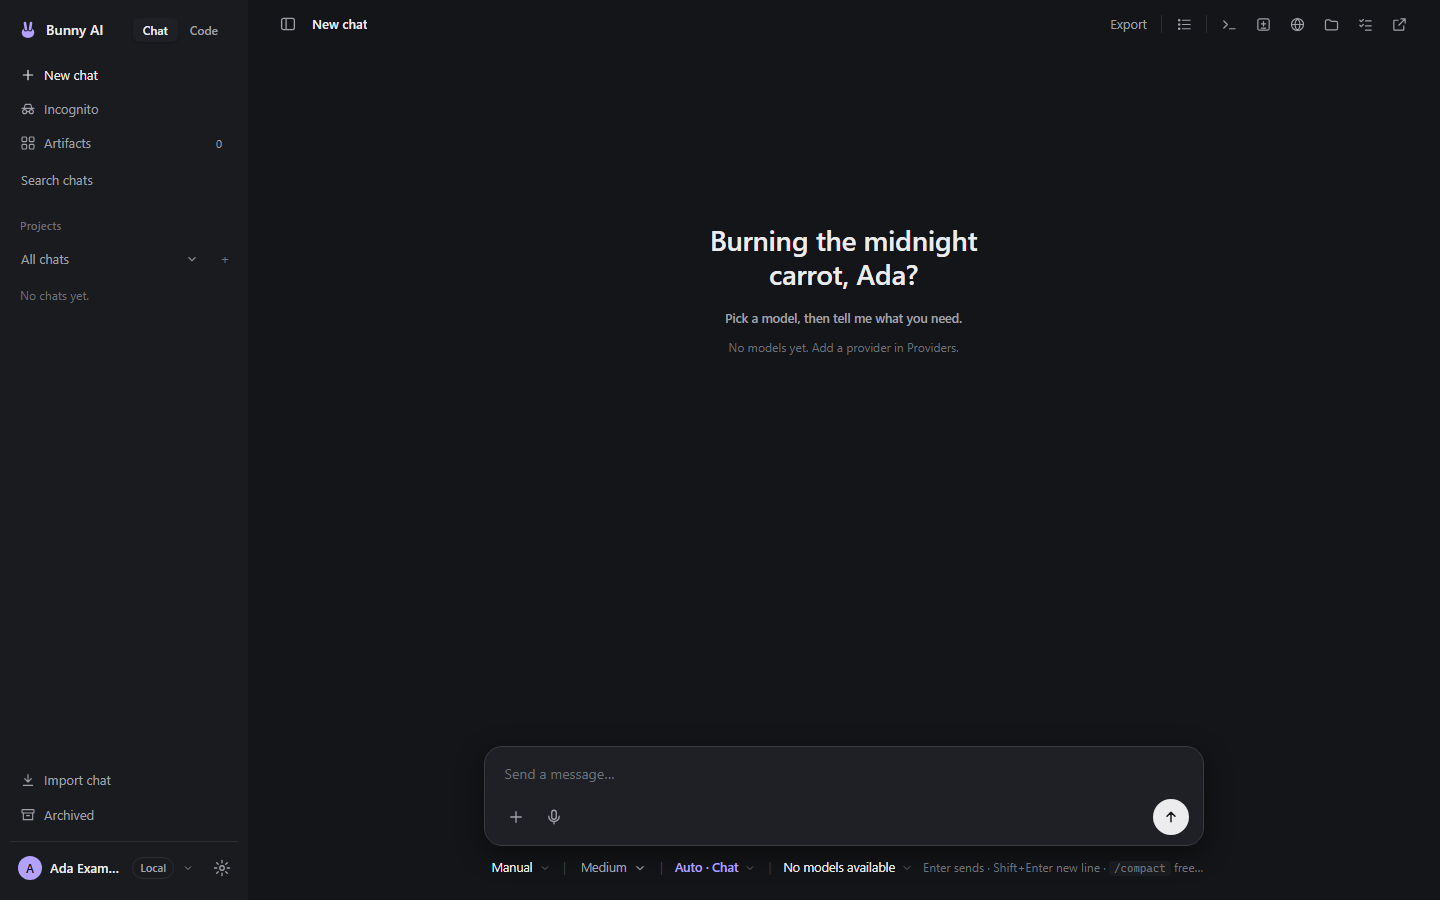 Bunny AI
Chat
Code
New chat
Export
New chat
Incognito
Artifacts
0
Search chats
Projects
All chats
+
No chats yet.
Burning the midnight
carrot, Ada?
Pick a model, then tell me what you need.
No models yet. Add a provider in Providers.
Import chat
Archived
A
Ada Exam...
Local
Send a message...
Manual
Medium
Auto · Chat
No models available
Enter sends · Shift+Enter new line · /compact free...